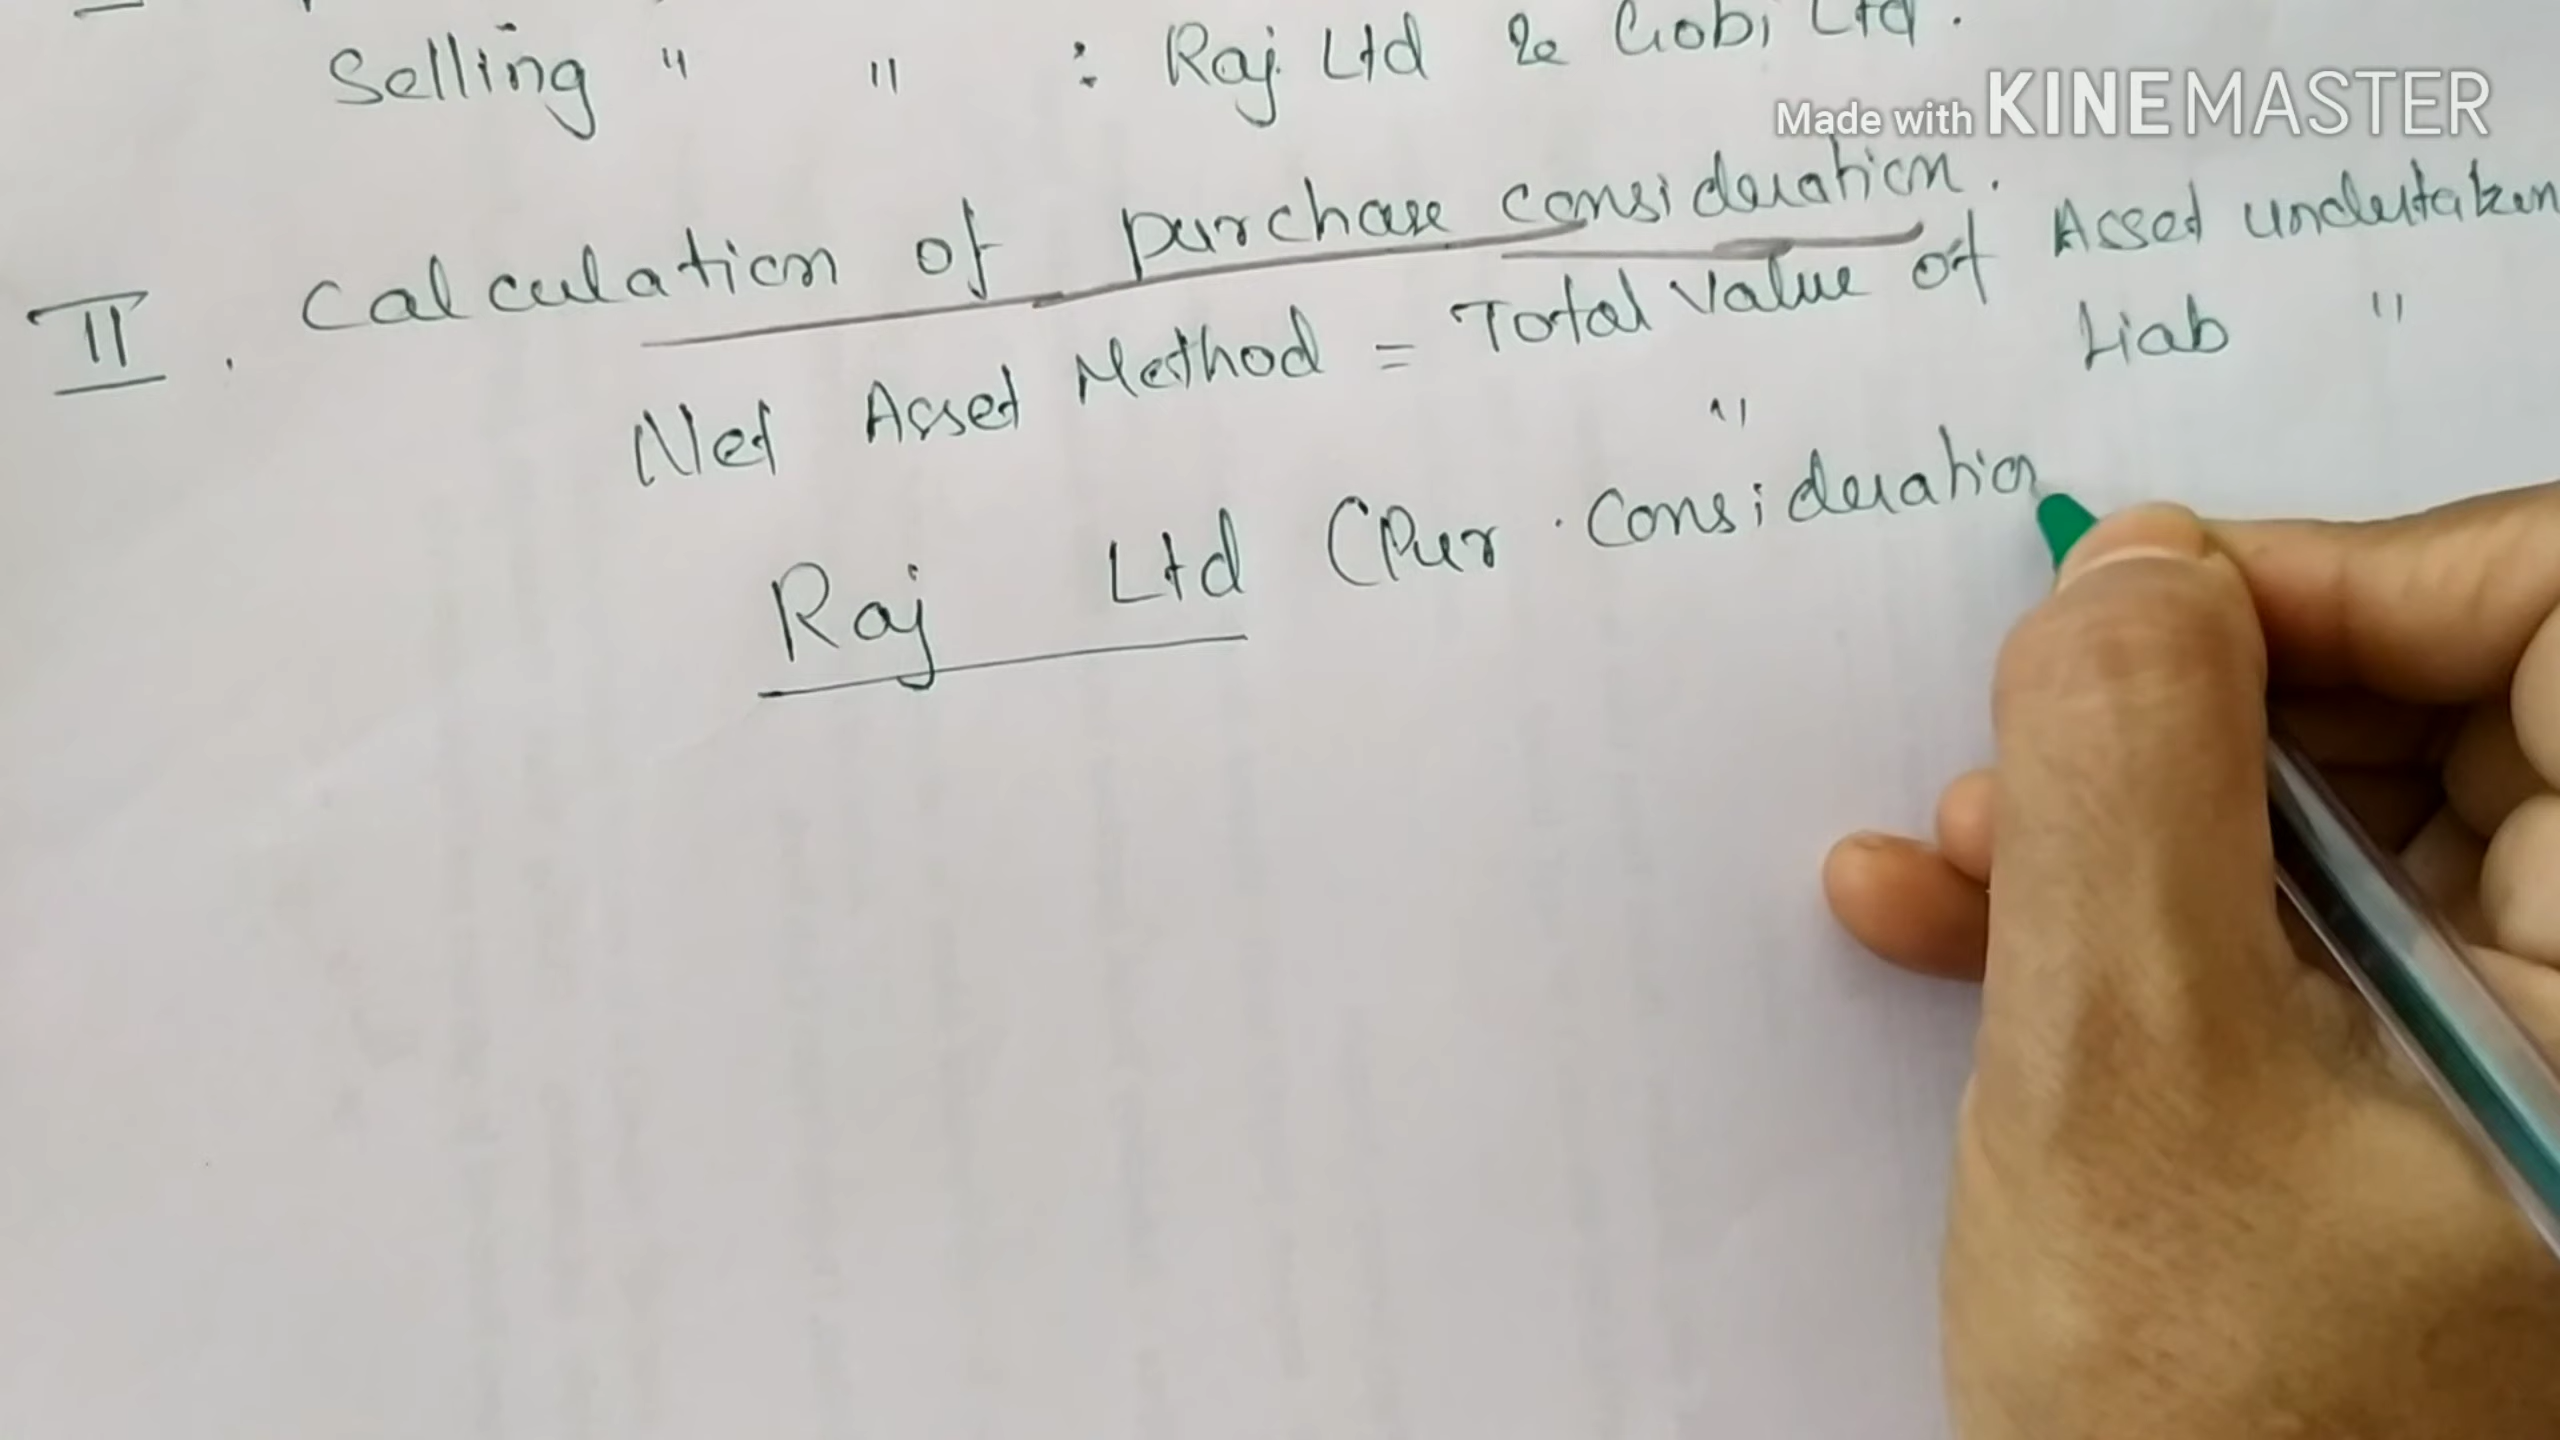 Selling " " : Raj Ltd & Gobi Ltd.
Made with KINEMASTER
II. Calculation of purchase consideration.
Net Asset Method = Total value of Asset undertaken
" Liab "
Raj Ltd (Pur. Consideration